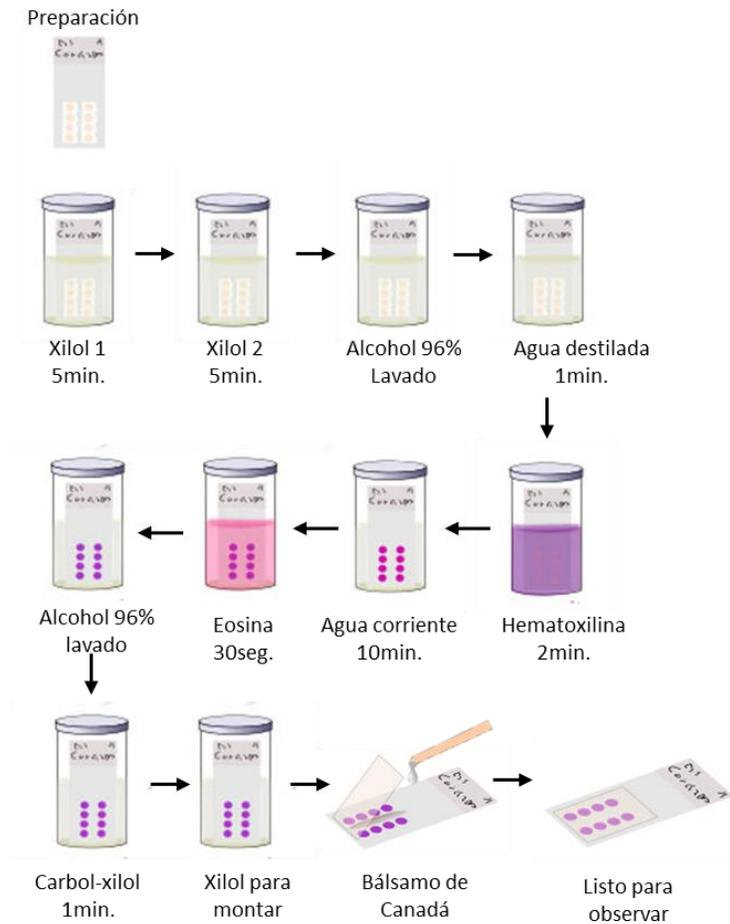 Preparación
Corazon
Xilol 1
5min.
Xilol 2
5min.
Alcohol 96%
Lavado
Agua destilada
1min.
Hematoxilina
2min.
Agua corriente
10min.
Eosina
30seg.
Alcohol 96%
lavado
Carbol-xilol
1min.
Xilol para
montar
Bálsamo de
Canadá
Listo para
observar